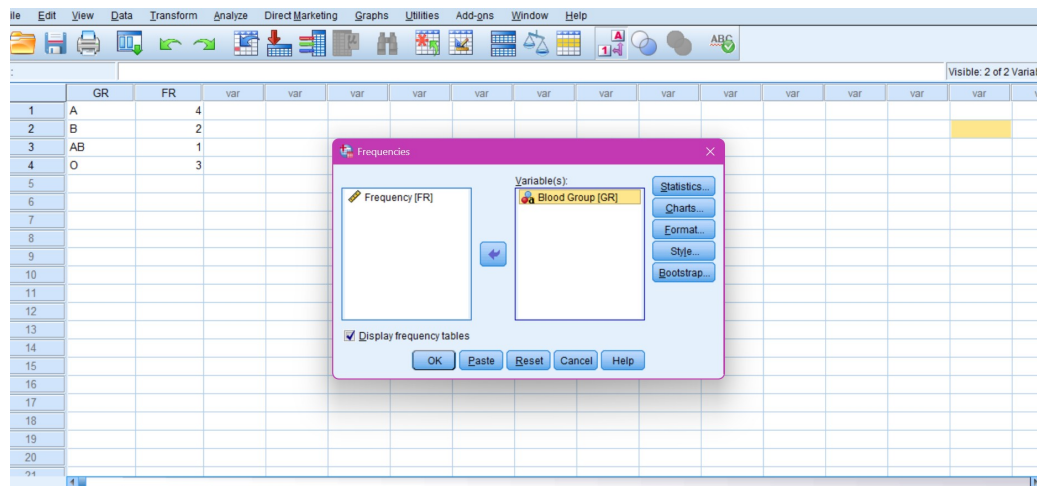 ile Edit View Data Transform Analyze Direct Marketing Graphs Utilities Add-ons Window Help
A
1
ABC
:
Visible: 2 of 2 Varial
GR FR var var var var var var var var var var var var var v
1 A 4
2 B 2
3 AB 1
4 O 3
5
6
7
8
9
10
11
12
13
14
15
16
17
18
19
20
21
Frequencies
Variable(s):
Frequency [FR]
a Blood Group [GR]
Statistics...
Charts...
Format...
Style...
Bootstrap...
Display frequency tables
OK Paste Reset Cancel Help